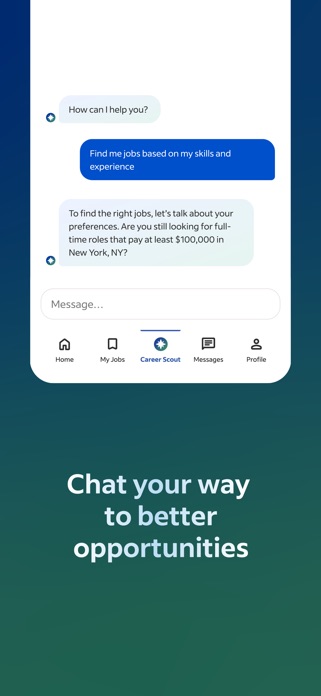 How can I help you?
Find me jobs based on my skills and
experience
To find the right jobs, let's talk about your
preferences. Are you still looking for full-
time roles that pay at least $100,000 in
New York, NY?
Message...
Home
My Jobs
Career Scout
Messages
Profile
Chat your way
to better
opportunities